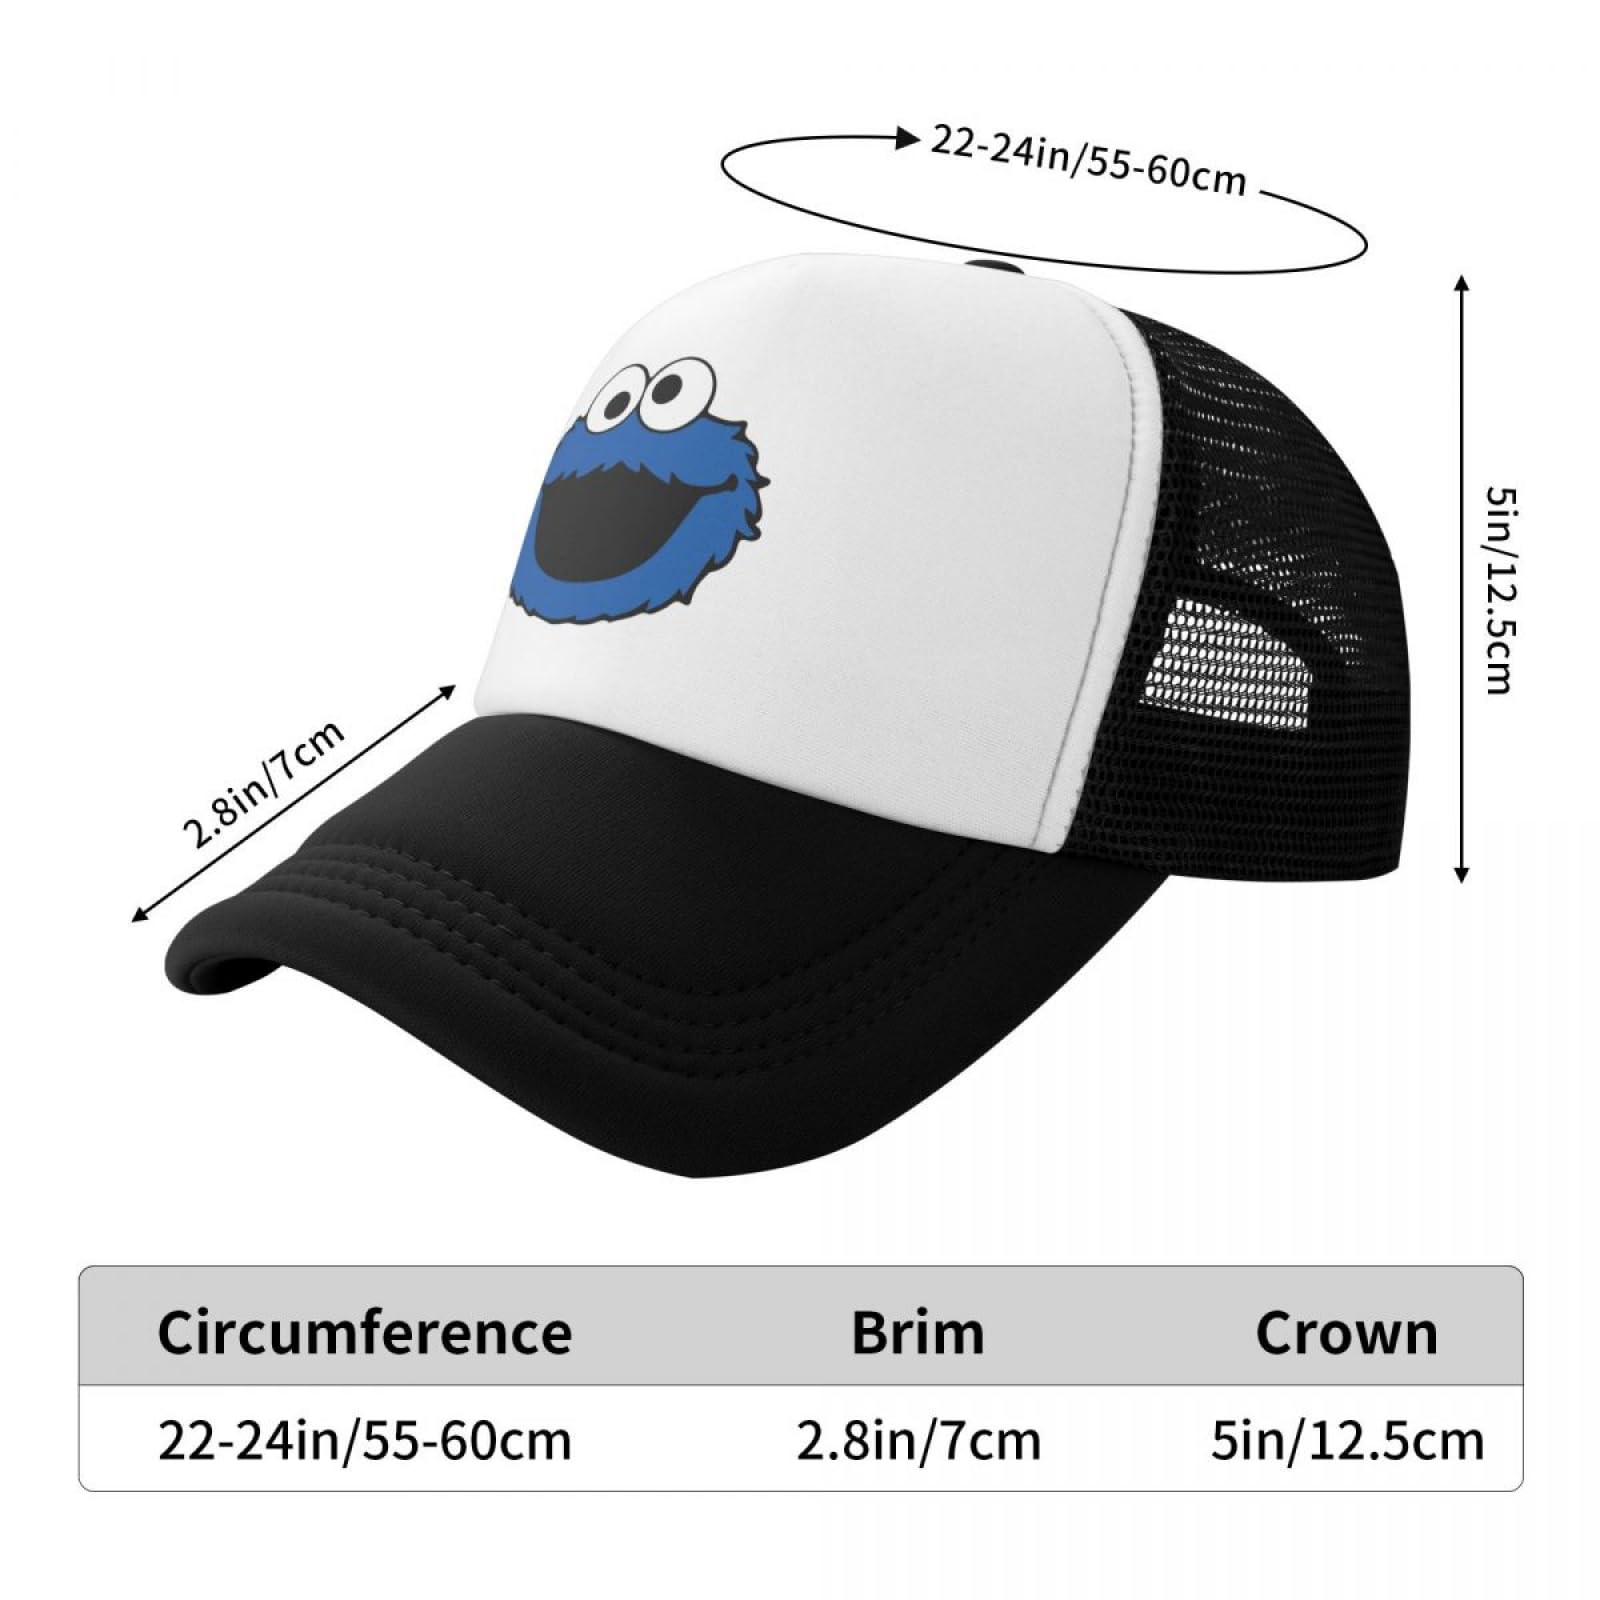 22-24in/55-60cm
5in/12.5cm
2.8in/7cm
Circumference Brim Crown
22-24in/55-60cm 2.8in/7cm 5in/12.5cm